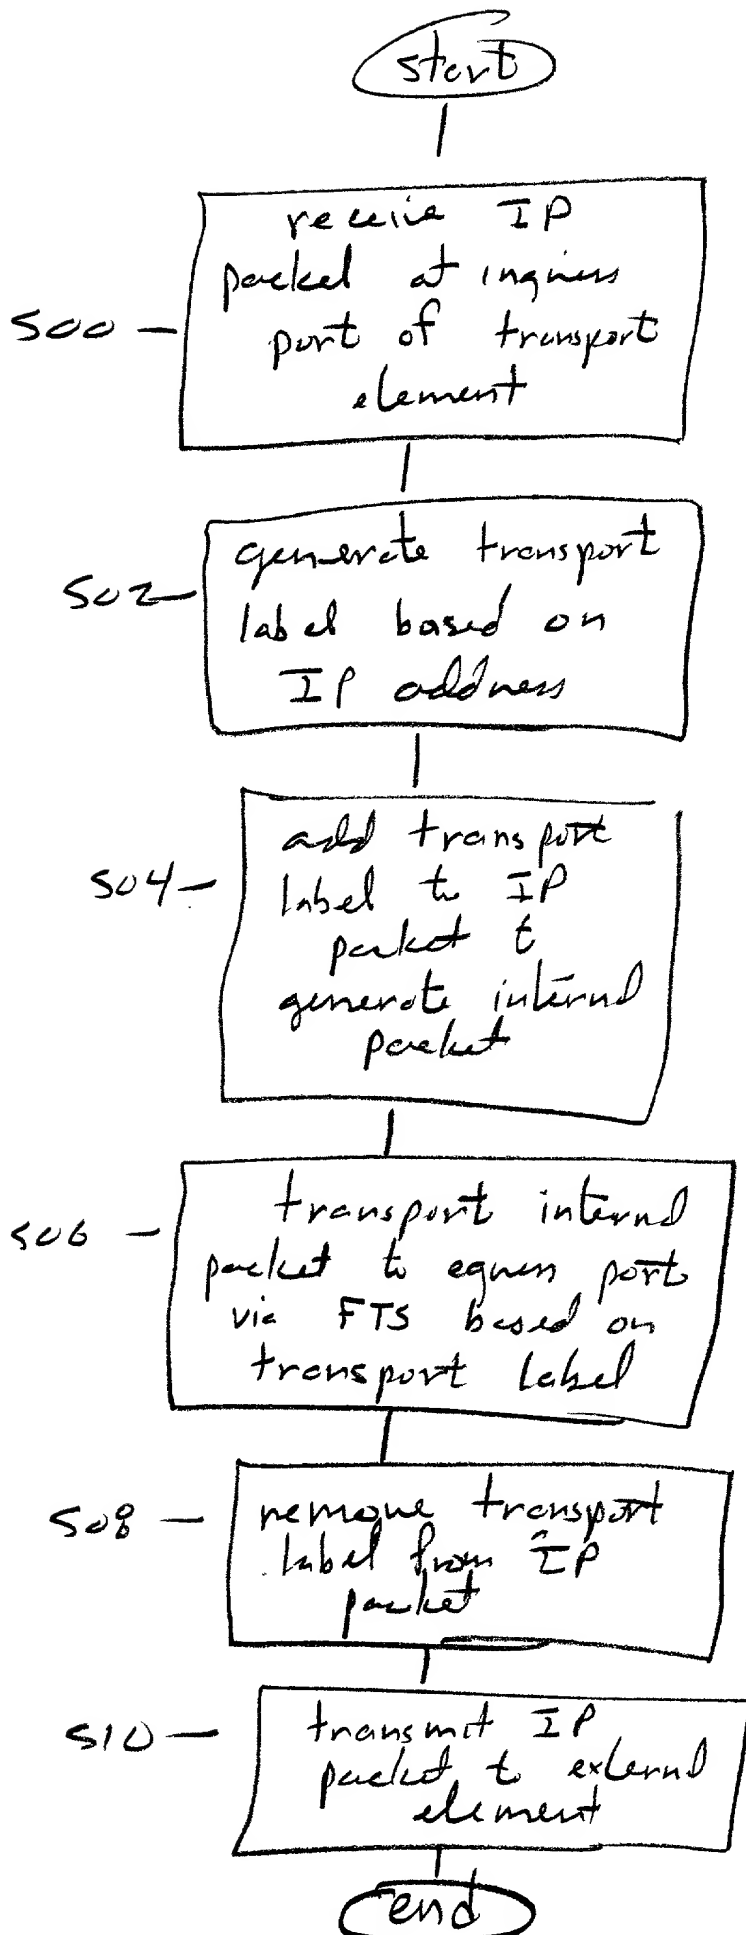 start
receive IP
packet at ingress
500 port of transport
element
generate transport
502 label based on
IP address
add transport
504 label to IP
packet to
generate internal
packet
transport internal
506 packet to egress port
via FTS based on
transport label
508 remove transport
label from IP
packet
510 transmit IP
packet to external
element
end